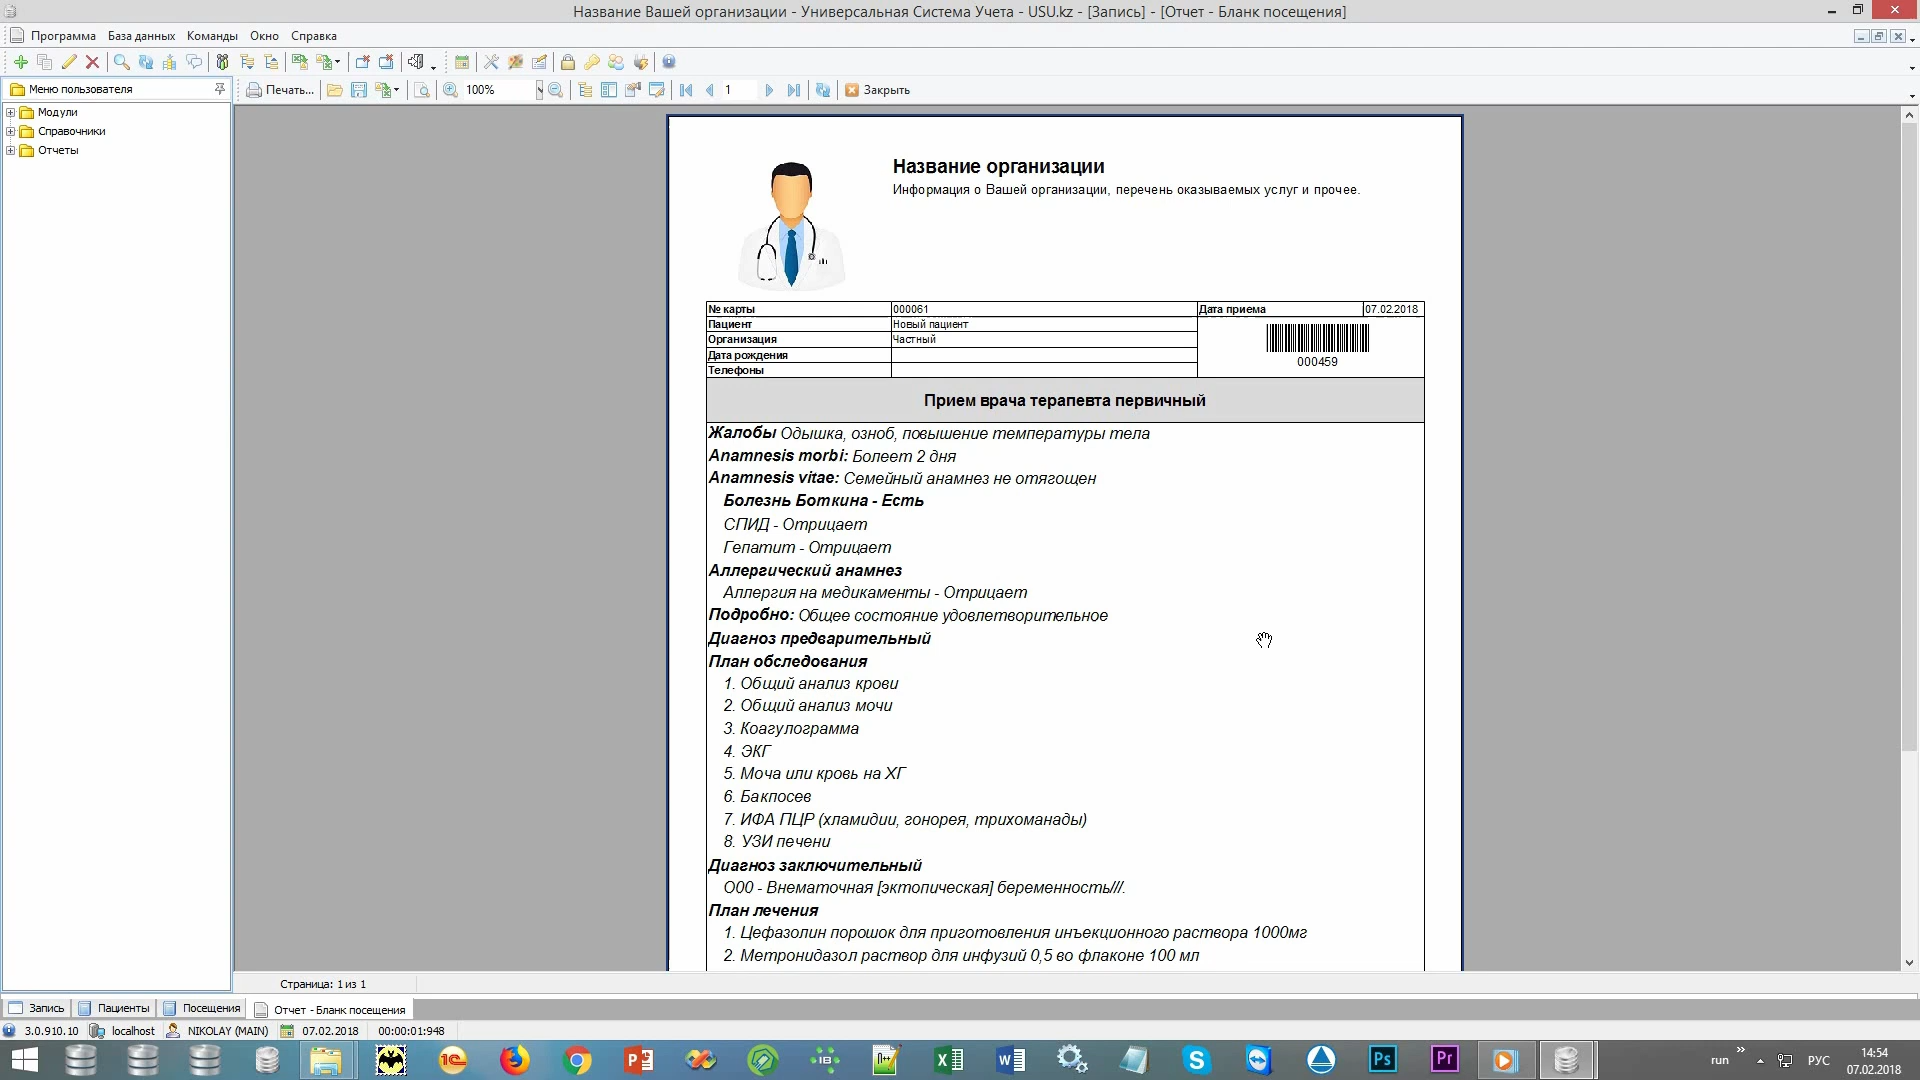 Название Вашей организации - Универсальная Система Учета - USU.kz - [Запись] - [Отчет - Бланк посещения]
Программа База данных Команды Окно Справка
Меню пользователя
Печать... 100% 1 Закрыть
Модули
Справочники
Отчеты
Название организации
Информация о Вашей организации, перечень оказываемых услуг и прочее.
№ карты 000061 Дата приема 07.02.2018
Пациент Новый пациент
Организация Частный
Дата рождения
000459
Телефоны
Прием врача терапевта первичный
Жалобы Одышка, озноб, повышение температуры тела
Anamnesis morbi: Болеет 2 дня
Anamnesis vitae: Семейный анамнез не отягощен
Болезнь Боткина - Есть
СПИД - Отрицает
Гепатит - Отрицает
Аллергический анамнез
Аллергия на медикаменты - Отрицает
Подробно: Общее состояние удовлетворительное
Диагноз предварительный
План обследования
1. Общий анализ крови
2. Общий анализ мочи
3. Коагулограмма
4. ЭКГ
5. Моча или кровь на ХГ
6. Бакпосев
7. ИФА ПЦР (хламидии, гонорея, трихоманады)
8. УЗИ печени
Диагноз заключительный
O00 - Внематочная [эктопическая] беременность///.
План лечения
1. Цефазолин порошок для приготовления инъекционного раствора 1000мг
2. Метронидазол раствор для инфузий 0,5 во флаконе 100 мл
Страница: 1 из 1
Запись Пациенты Посещения Отчет - Бланк посещения
3.0.910.10 localhost NIKOLAY (MAIN) 07.02.2018 00:00:01:948
run РУС 14:54
07.02.2018